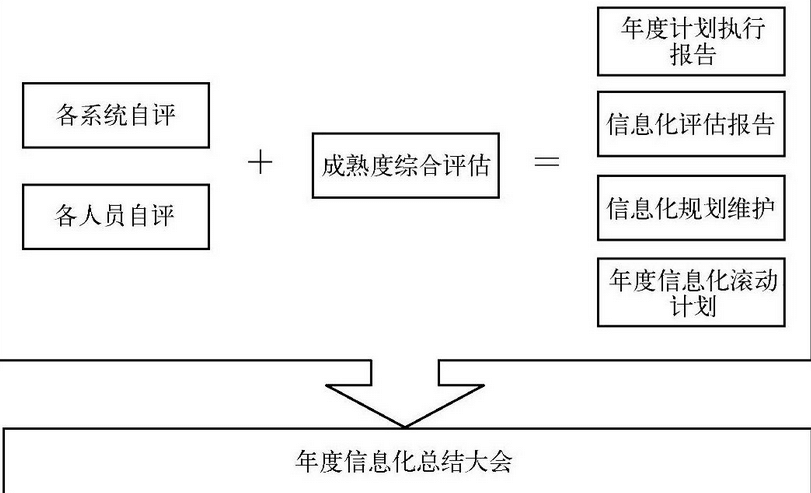 各系统自评
各人员自评
+
成熟度综合评估
=
年度计划执行
报告
信息化评估报告
信息化规划维护
年度信息化滚动
计划
年度信息化总结大会